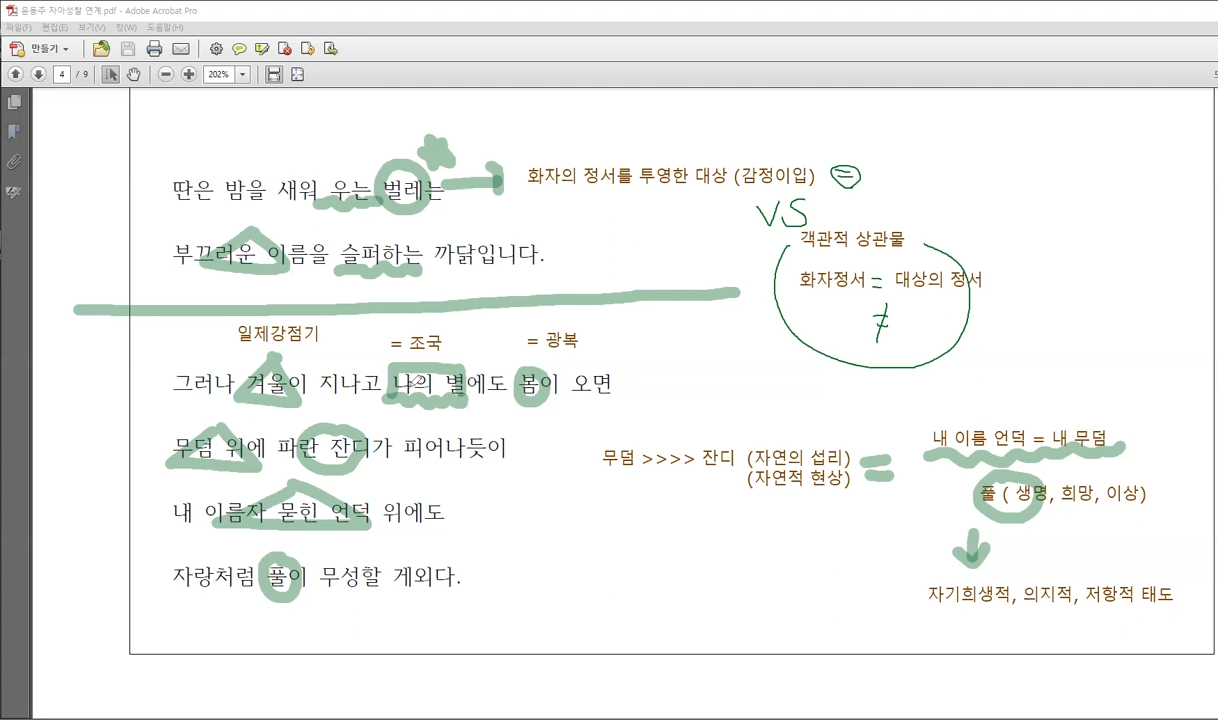 윤동주 자아성찰 연계.pdf - Adobe Acrobat Pro
파일(F) 편집(E) 보기(V) 창(W) 도움말(H)
만들기
4 / 9 202%
딴은 밤을 새워 우는 벌레는
화자의 정서를 투영한 대상 (감정이입) =
VS
부끄러운 이름을 슬퍼하는 까닭입니다.
객관적 상관물
화자정서 = 대상의 정서
≠
일제강점기
= 조국
= 광복
그러나 겨울이 지나고 나의 별에도 봄이 오면
무덤 위에 파란 잔디가 피어나듯이
무덤 >>>> 잔디 (자연의 섭리)
(자연적 현상)
=
내 이름 언덕 = 내 무덤
풀 ( 생명, 희망, 이상)
내 이름자 묻힌 언덕 위에도
자랑처럼 풀이 무성할 게외다.
자기희생적, 의지적, 저항적 태도